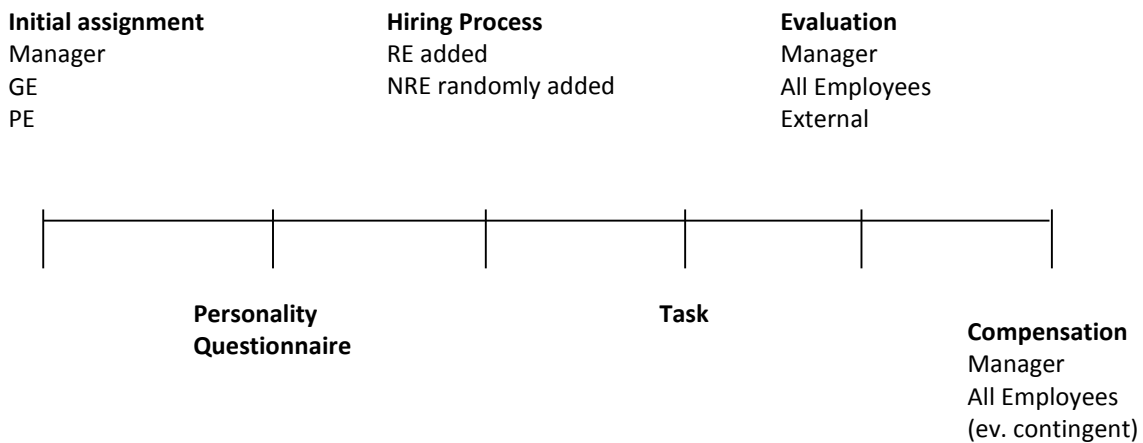 Initial assignment
Manager
GE
PE
Hiring Process
RE added
NRE randomly added
Evaluation
Manager
All Employees
External
Personality
Questionnaire
Task
Compensation
Manager
All Employees
(ev. contingent)